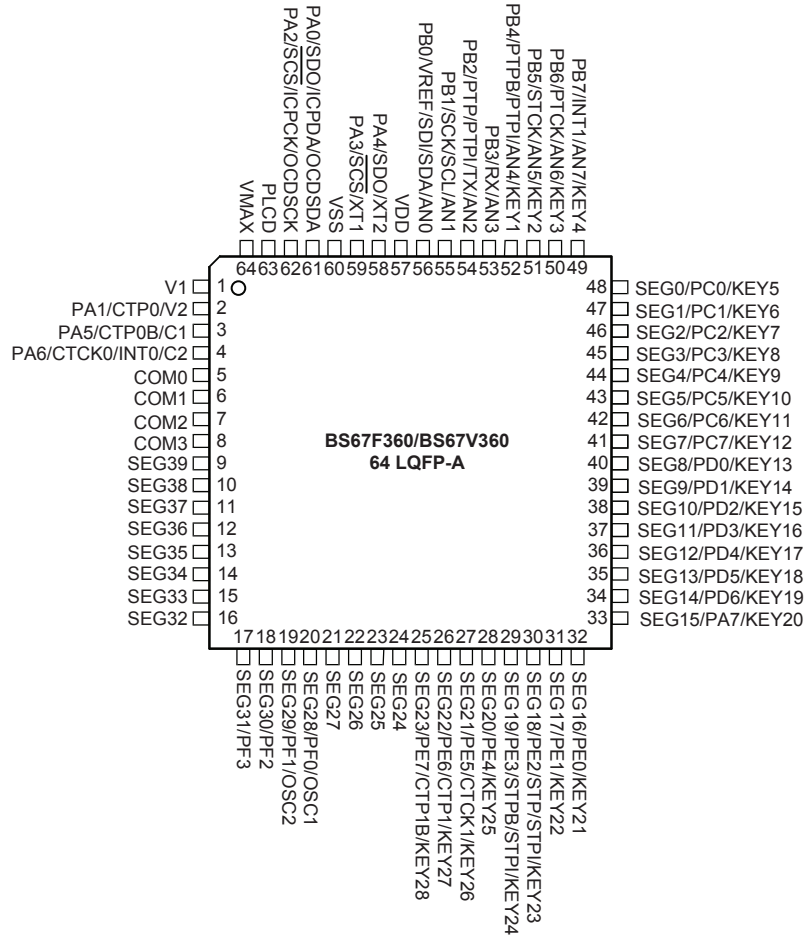 VMAX
PLCD
PA2/SCS/ICPCK/OCDSCK
PA0/SDO/ICPDA/OCDSDA
VSS
PA3/SCS/XT1
PA4/SDO/XT2
VDD
PB0/VREF/SDI/SDA/AN0
PB1/SCK/SCL/AN1
PB2/PTP/PTPI/TX/AN2
PB3/RX/AN3
PB4/PTPB/PTPI/AN4/KEY1
PB5/STCK/AN5/KEY2
PB6/PTCK/AN6/KEY3
PB7/INT1/AN7/KEY4
64 63 62 61 60 59 58 57 56 55 54 53 52 51 50 49
V1 1
PA1/CTP0/V2 2
PA5/CTP0B/C1 3
PA6/CTCK0/INT0/C2 4
COM0 5
COM1 6
COM2 7
COM3 8
SEG39 9
SEG38 10
SEG37 11
SEG36 12
SEG35 13
SEG34 14
SEG33 15
SEG32 16
BS67F360/BS67V360
64 LQFP-A
48 SEG0/PC0/KEY5
47 SEG1/PC1/KEY6
46 SEG2/PC2/KEY7
45 SEG3/PC3/KEY8
44 SEG4/PC4/KEY9
43 SEG5/PC5/KEY10
42 SEG6/PC6/KEY11
41 SEG7/PC7/KEY12
40 SEG8/PD0/KEY13
39 SEG9/PD1/KEY14
38 SEG10/PD2/KEY15
37 SEG11/PD3/KEY16
36 SEG12/PD4/KEY17
35 SEG13/PD5/KEY18
34 SEG14/PD6/KEY19
33 SEG15/PA7/KEY20
17 18 19 20 21 22 23 24 25 26 27 28 29 30 31 32
SEG31/PF3
SEG30/PF2
SEG29/PF1/OSC2
SEG28/PF0/OSC1
SEG27
SEG26
SEG25
SEG24
SEG23/PE7/CTP1B/KEY28
SEG22/PE6/CTP1/KEY27
SEG21/PE5/CTCK1/KEY26
SEG20/PE4/KEY25
SEG19/PE3/STPB/STPI/KEY24
SEG18/PE2/STP/STPI/KEY23
SEG17/PE1/KEY22
SEG16/PE0/KEY21